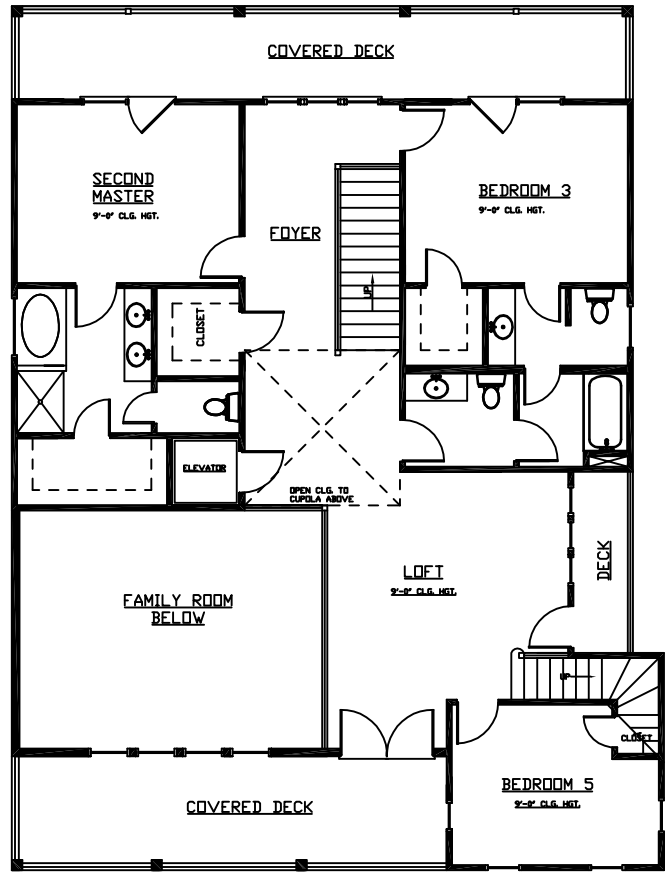 COVERED DECK
SECOND
MASTER
9'-0" CLG. HGT.
FOYER
BEDROOM 3
9'-0" CLG. HGT.
UP
CLOSET
ELEVATOR
OPEN CLG. TO
CUPOLA ABOVE
LOFT
9'-0" CLG. HGT.
DECK
FAMILY ROOM
BELOW
UP
CLOSET
BEDROOM 5
9'-0" CLG. HGT.
COVERED DECK